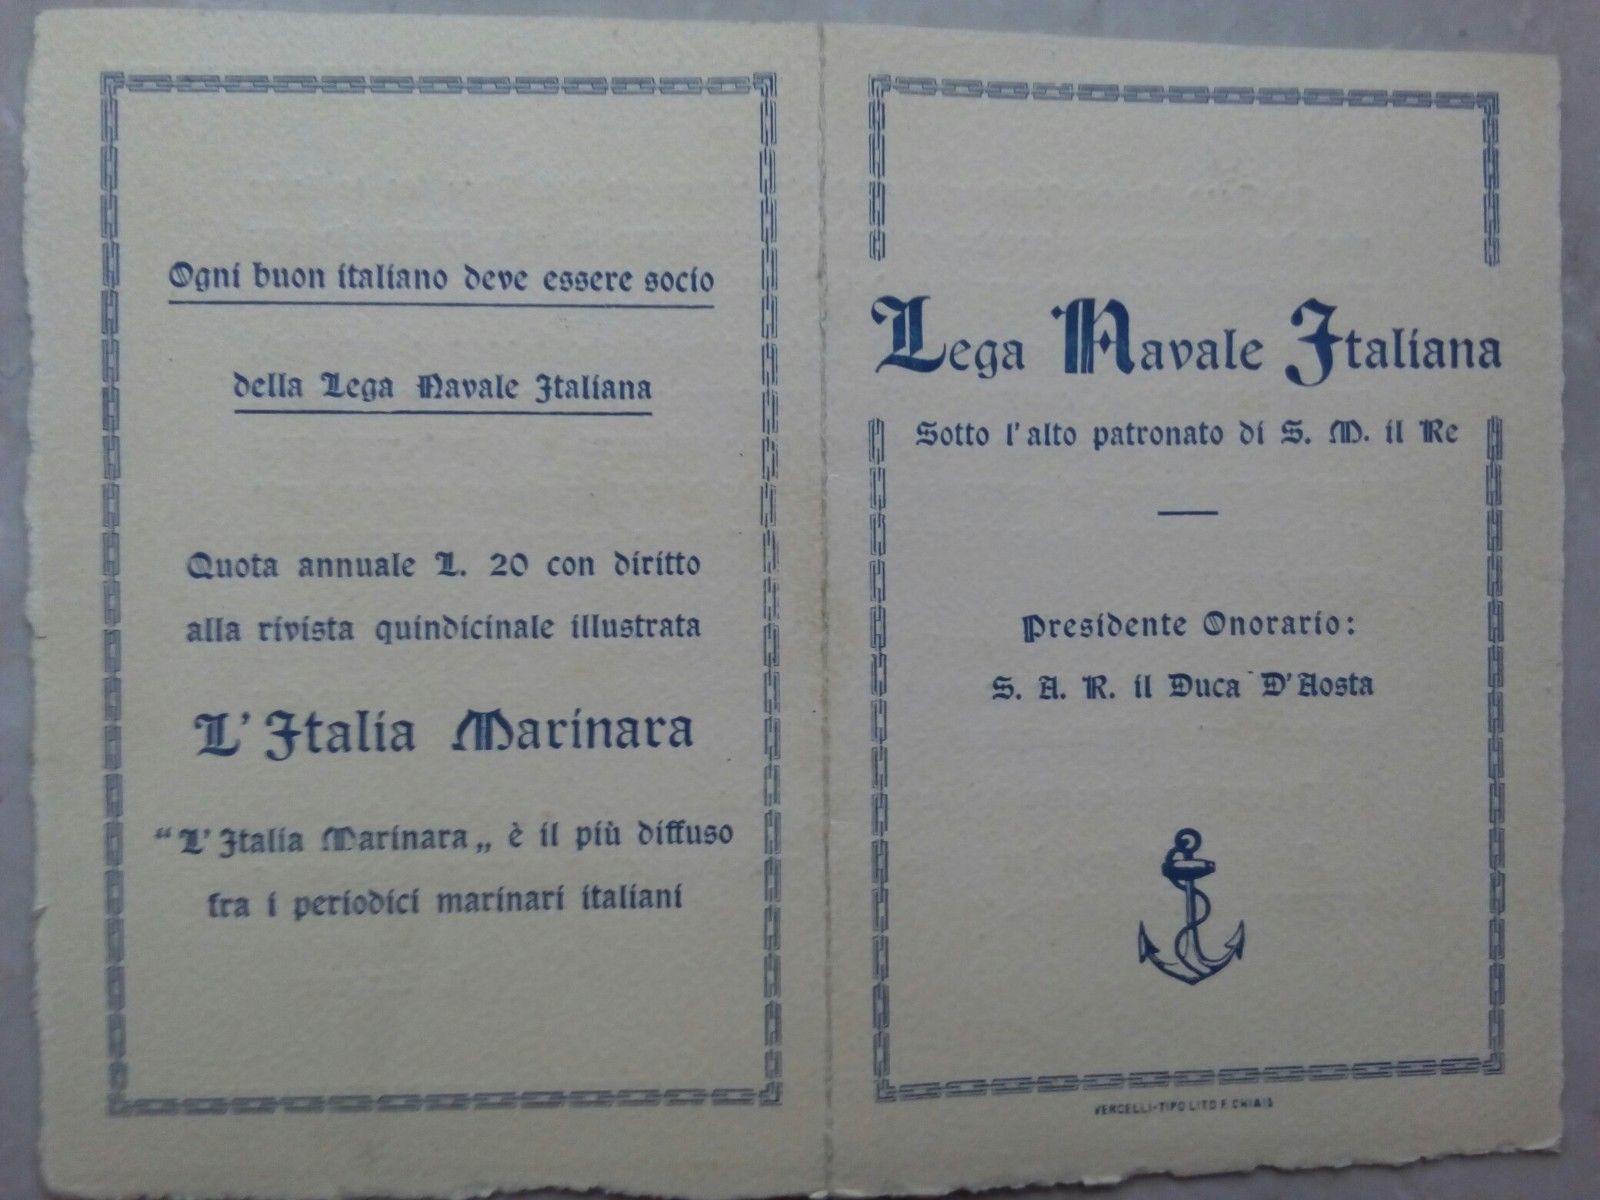 Ogni buon italiano deve essere socio
della Lega Navale Italiana
Quota annuale L. 20 con diritto
alla rivista quindicinale illustrata
L'Italia Marinara
“L'Italia Marinara„ è il più diffuso
fra i periodici marinari italiani
Lega Navale Italiana
Sotto l'alto patronato di S. M. il Re
Presidente Onorario:
S. A. R. il Duca D'Aosta
VERCELLI-TIPO LITO F. CHIAIS